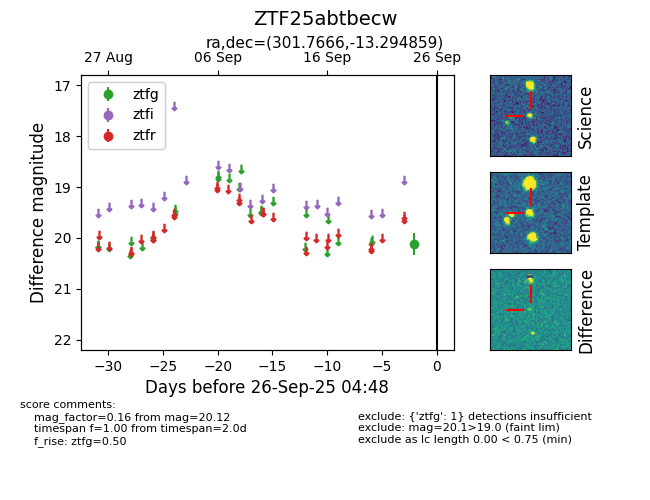 ZTF25abtbecw
ra,dec=(301.7666,-13.294859)
27 Aug 06 Sep 16 Sep 26 Sep
ztfg
ztfi
ztfr
17
18
19
20
21
22
Difference magnitude
−30 −25 −20 −15 −10 −5 0
Days before 26-Sep-25 04:48
Science
Template
Difference
score comments:
mag_factor=0.16 from mag=20.12
timespan f=1.00 from timespan=2.0d
f_rise: ztfg=0.50
exclude: {'ztfg': 1} detections insufficient
exclude: mag=20.1>19.0 (faint lim)
exclude as lc length 0.00 < 0.75 (min)